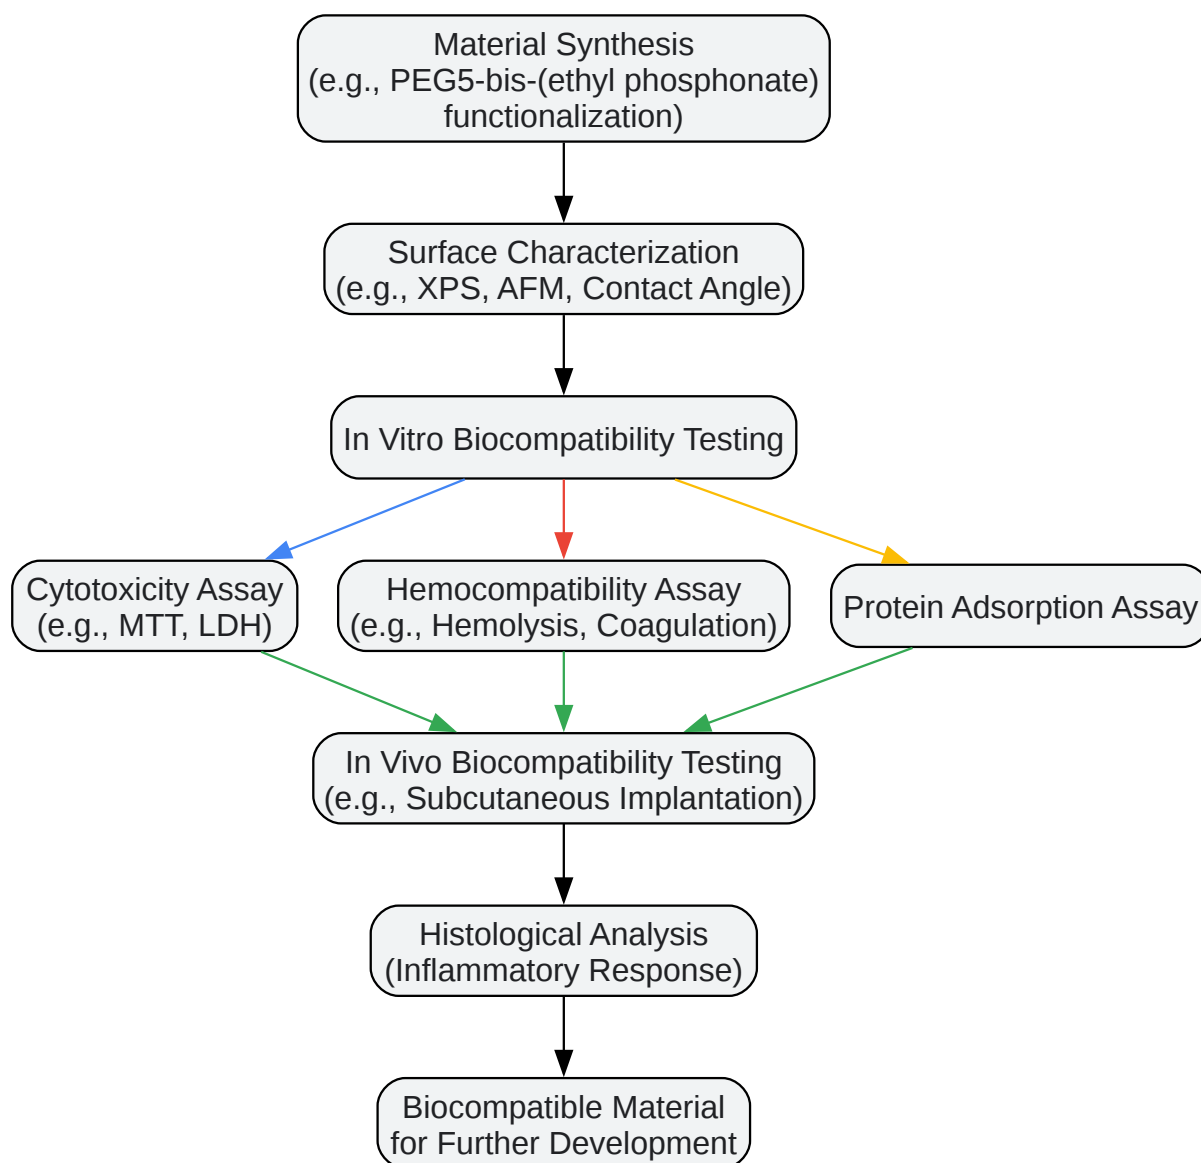 Material Synthesis
(e.g., PEG5-bis-(ethyl phosphonate)
functionalization)
Surface Characterization
(e.g., XPS, AFM, Contact Angle)
In Vitro Biocompatibility Testing
Cytotoxicity Assay
(e.g., MTT, LDH)
Hemocompatibility Assay
(e.g., Hemolysis, Coagulation)
Protein Adsorption Assay
In Vivo Biocompatibility Testing
(e.g., Subcutaneous Implantation)
Histological Analysis
(Inflammatory Response)
Biocompatible Material
for Further Development